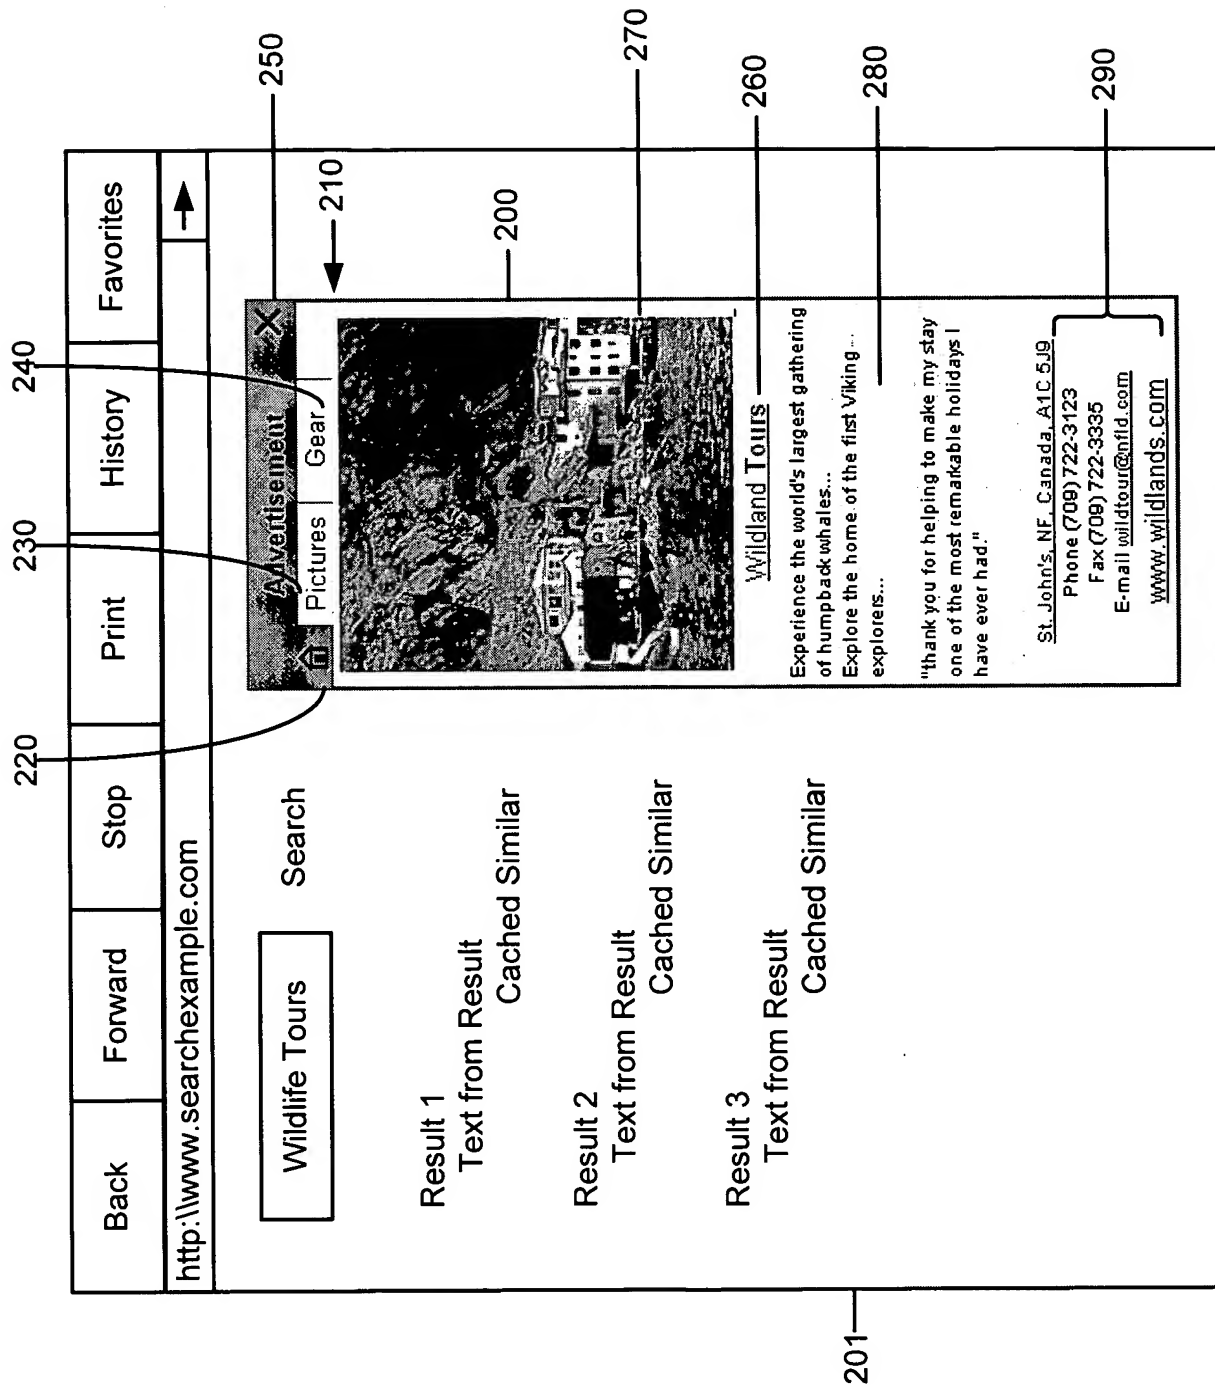 220
230
240
Back
Forward
Stop
Print
History
Favorites
http:\\www.searchexample.com
Wildlife Tours
Search
Result 1
Text from Result
Cached Similar
Result 2
Text from Result
Cached Similar
Result 3
Text from Result
Cached Similar
Advertisement
X
Pictures
Gear
Wildland Tours
Experience the world's largest gathering
of humpback whales...
Explore the home of the first Viking
explorers...
"thank you for helping to make my stay
one of the most remarkable holidays I
have ever had."
St. John's, NF, Canada, A1C 5J9
Phone (709) 722-3123
Fax (709) 722-3335
E-mail wildtour@nfld.com
www.wildlands.com
250
210
200
270
260
280
290
201